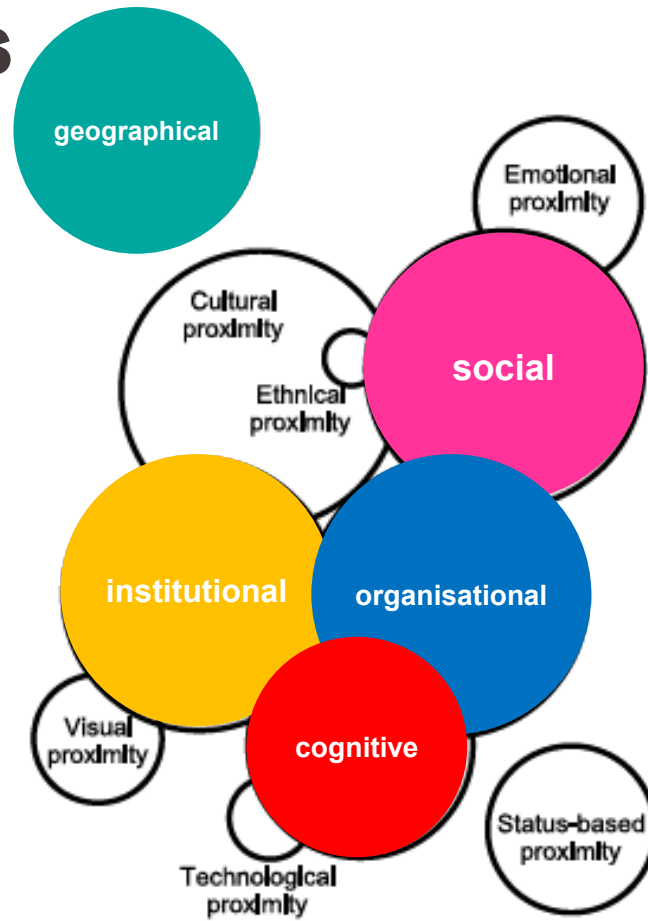 s
geographical
Emotional
proximity
Cultural
proximity
social
Ethnical
proximity
institutional
organisational
Visual
proximity
cognitive
Status-based
proximity
Technological
proximity